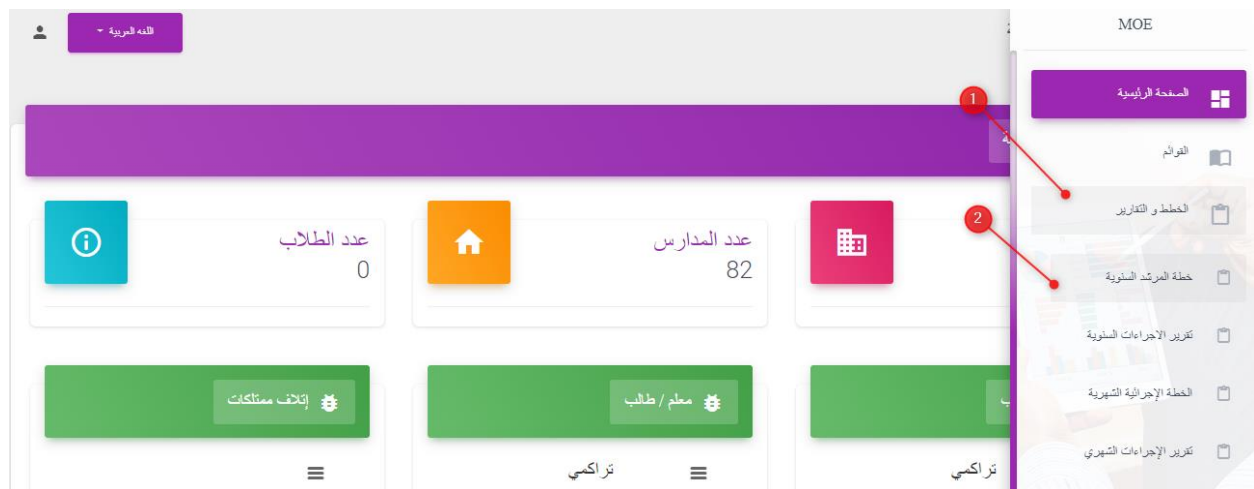 MOE
الصفحة الرئيسية
القوائم
الخطط و التقارير
خطة المرشد السنوية
تقرير الاجراءات السنوية
الخطة الإجرائية الشهرية
تقرير الإجراءات الشهري
اللغه العربية
1
2
عدد المدارس
82
عدد الطلاب
0
معلم / طالب
إتلاف ممتلكات
تراكمي
تراكمي